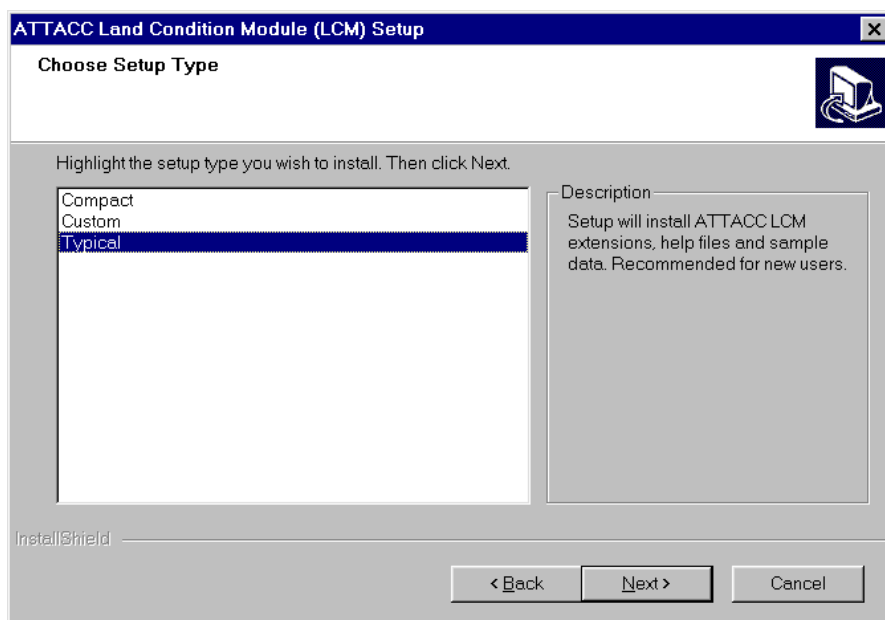 ATTACC Land Condition Module (LCM) Setup
Choose Setup Type
Highlight the setup type you wish to install. Then click Next.
Compact
Custom
Typical
Description
Setup will install ATTACC LCM
extensions, help files and sample
data. Recommended for new users.
InstallShield
< Back
Next >
Cancel